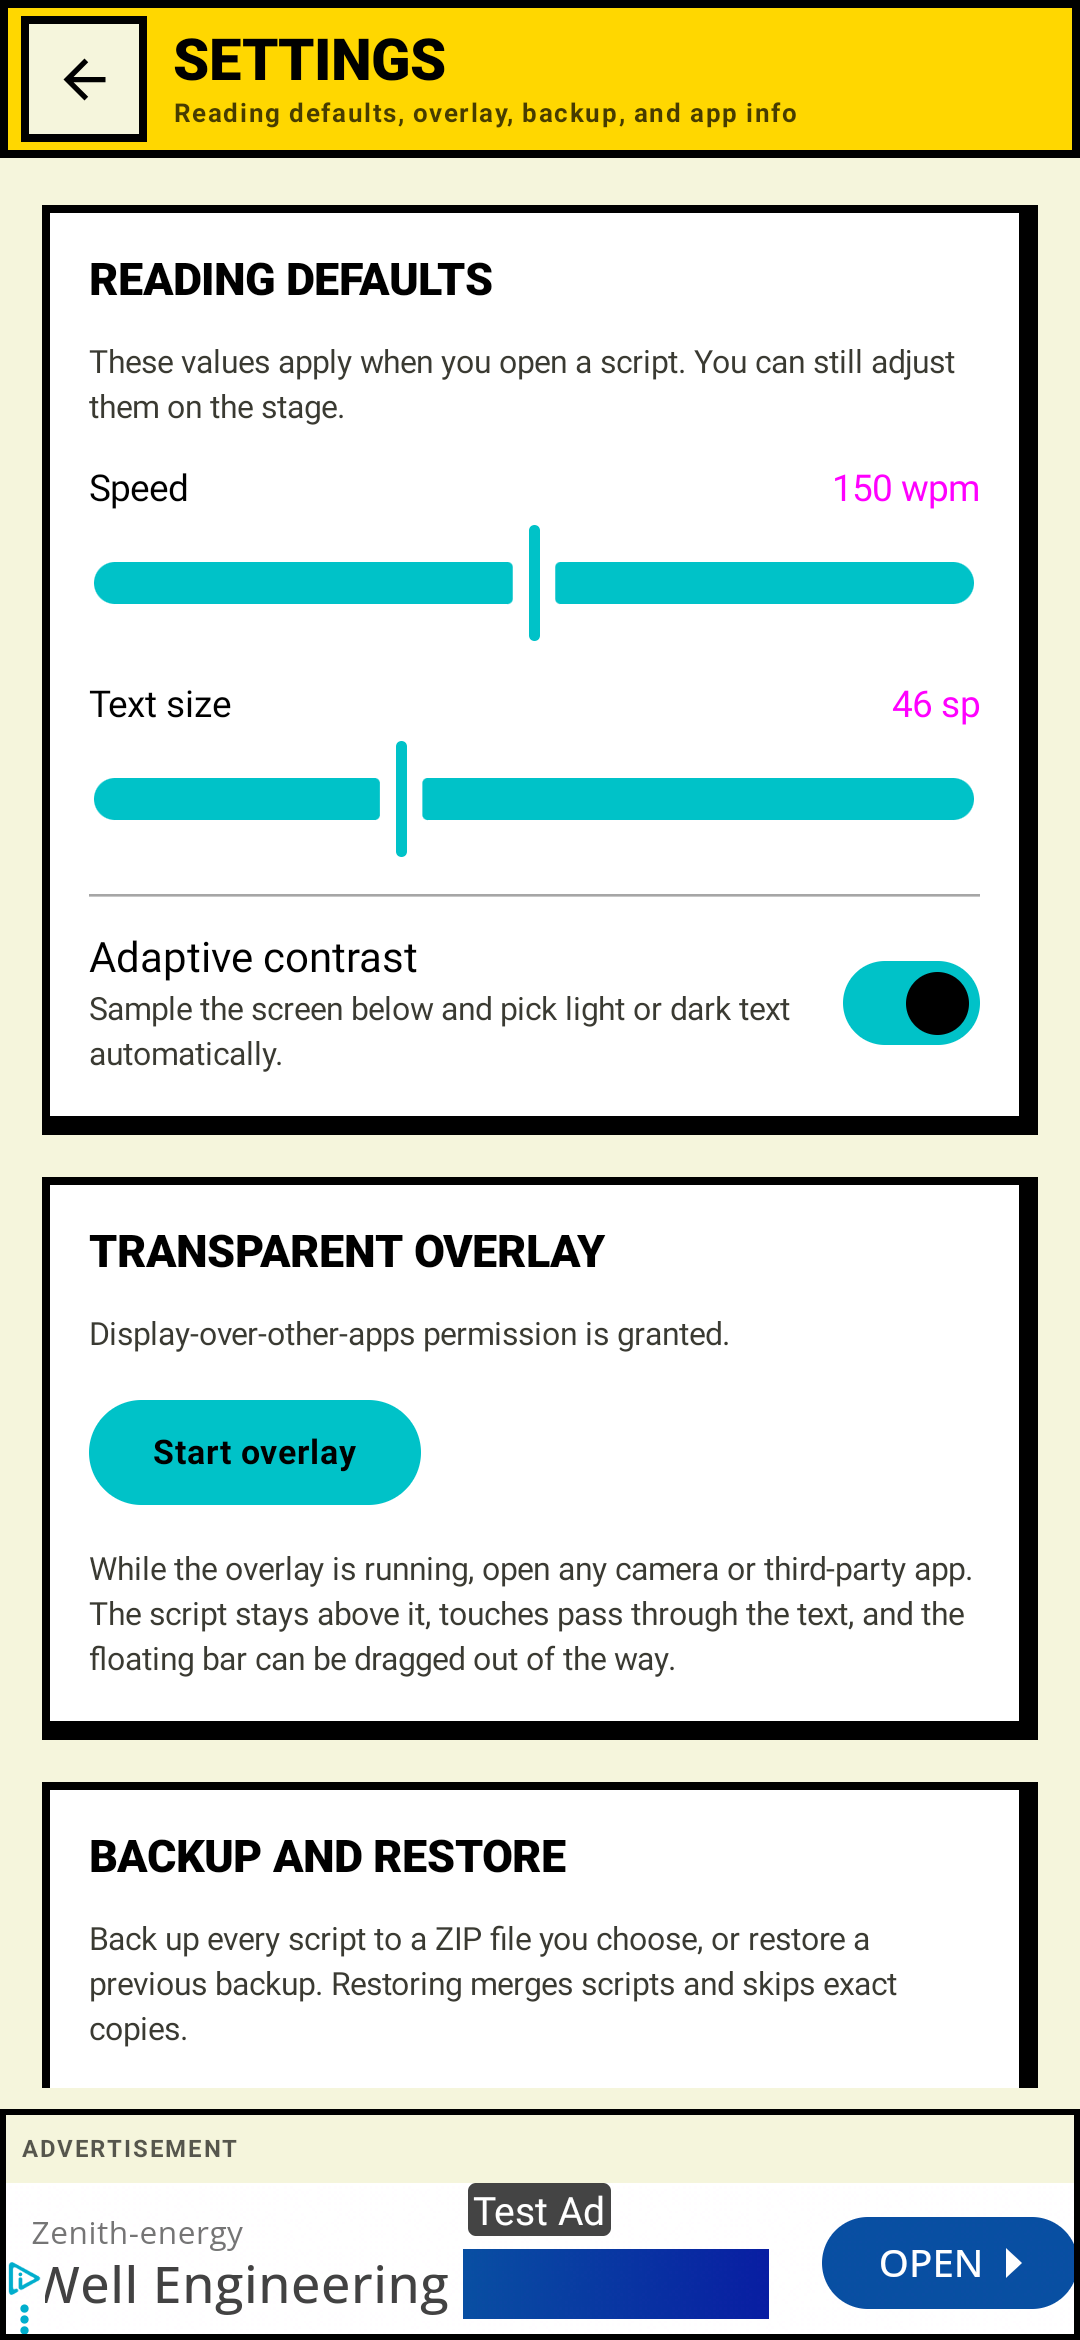 SETTINGS
Reading defaults, overlay, backup, and app info
READING DEFAULTS
These values apply when you open a script. You can still adjust
them on the stage.
Speed
150 wpm
Text size
46 sp
Adaptive contrast
Sample the screen below and pick light or dark text
automatically.
TRANSPARENT OVERLAY
Display-over-other-apps permission is granted.
Start overlay
While the overlay is running, open any camera or third-party app.
The script stays above it, touches pass through the text, and the
floating bar can be dragged out of the way.
BACKUP AND RESTORE
Back up every script to a ZIP file you choose, or restore a
previous backup. Restoring merges scripts and skips exact
copies.
ADVERTISEMENT
Test Ad
Zenith-energy
Well Engineering
OPEN